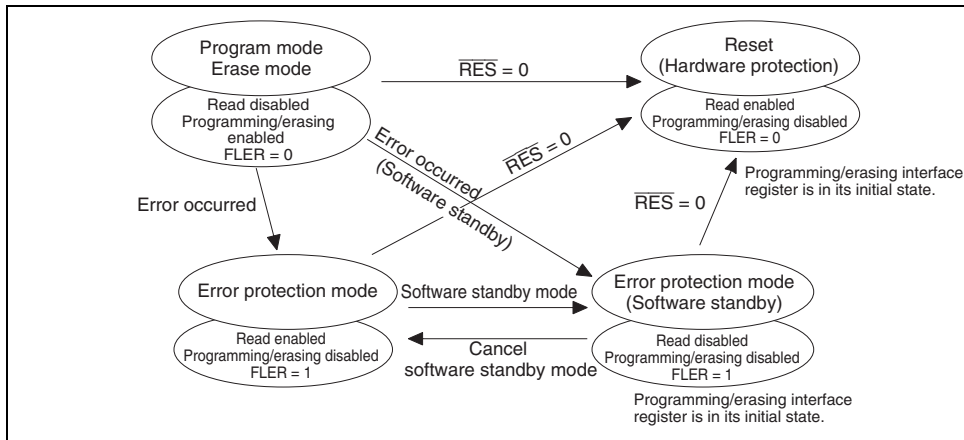 Program mode
Erase mode
Read disabled
Programming/erasing
enabled
FLER = 0
RES = 0
Reset
(Hardware protection)
Read enabled
Programming/erasing disabled
FLER = 0
Programming/erasing interface
register is in its initial state.
Error occurred
Error occurred
(Software standby)
RES = 0
RES = 0
Error protection mode
Read enabled
Programming/erasing disabled
FLER = 1
Software standby mode
Cancel
software standby mode
Error protection mode
(Software standby)
Read disabled
Programming/erasing disabled
FLER = 1
Programming/erasing interface
register is in its initial state.